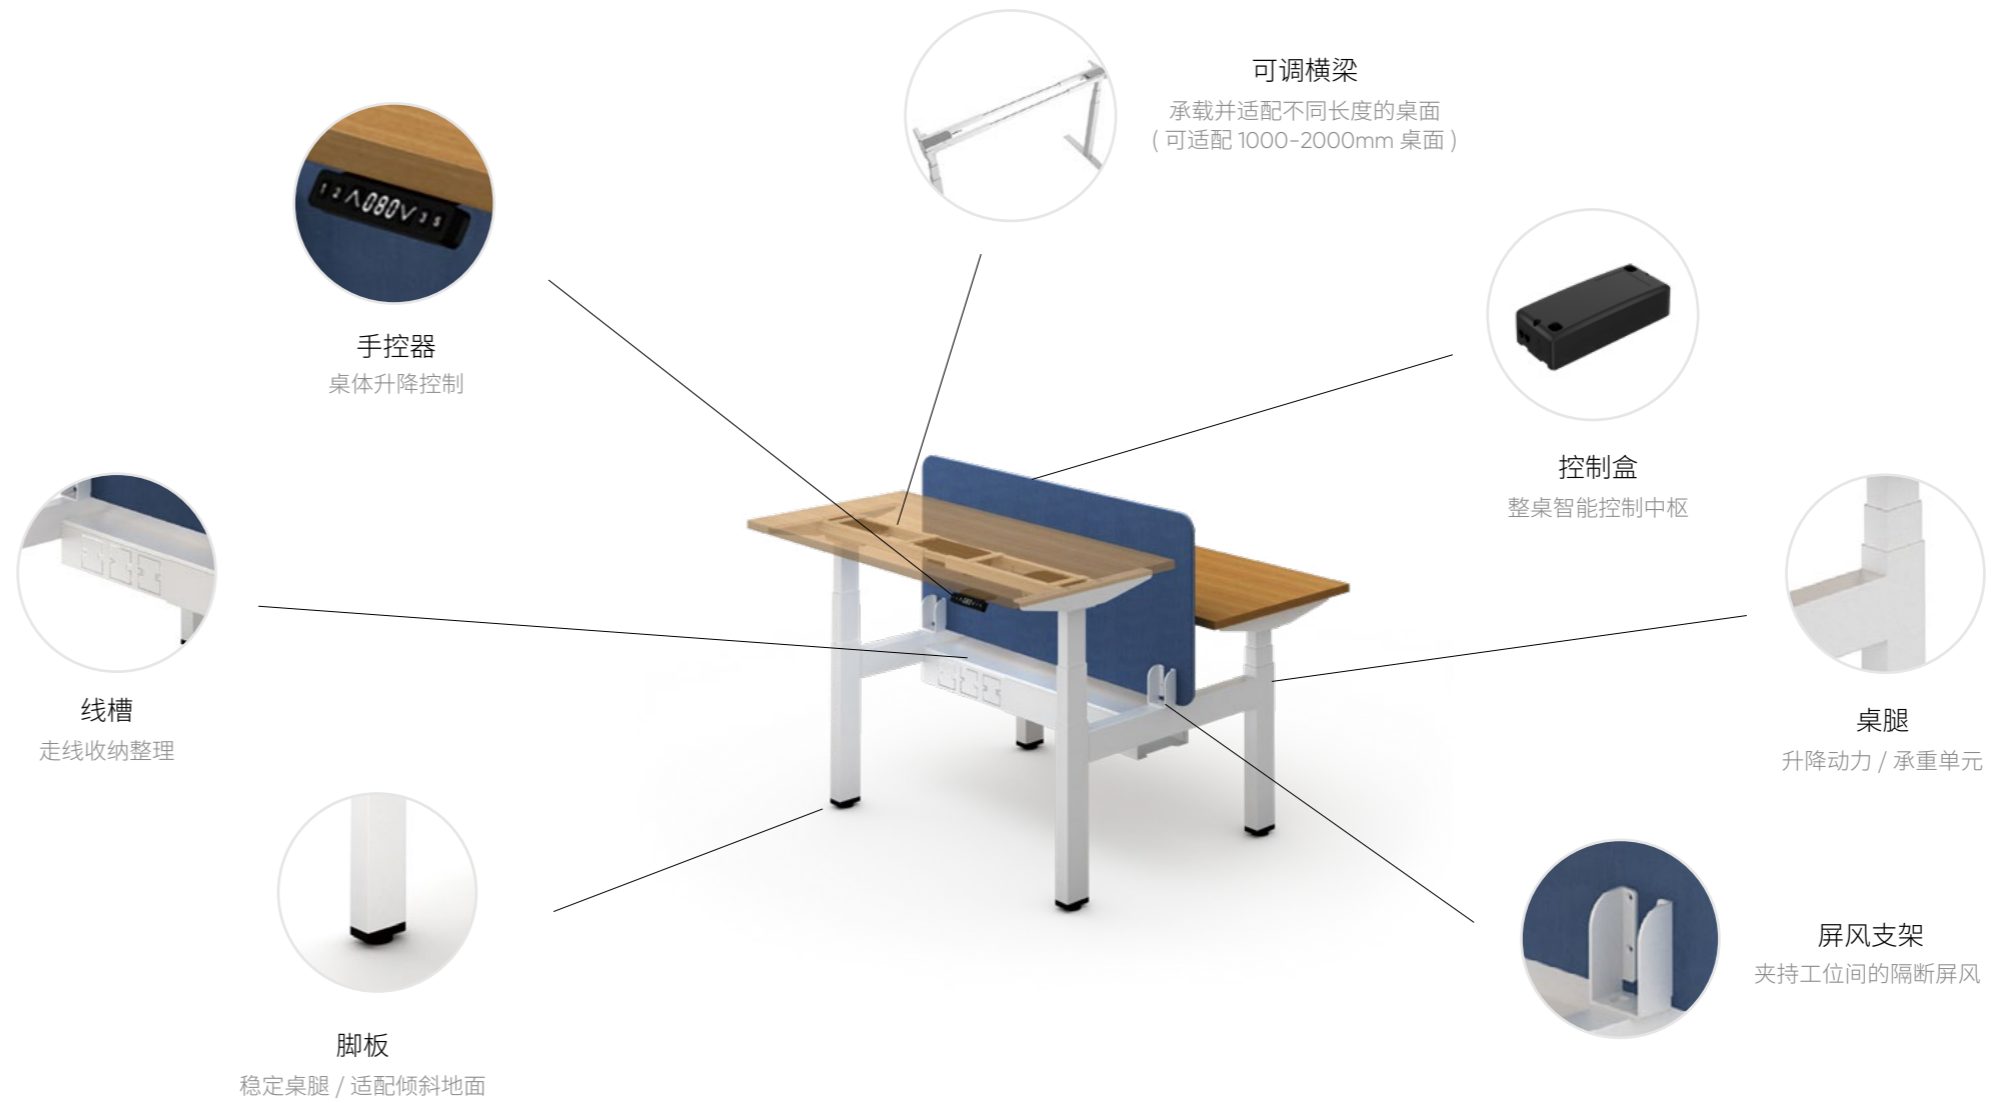 可调横梁
承载并适配不同长度的桌面
( 可适配 1000-2000mm 桌面 )
1 2 ∧080∨ 3 S
手控器
桌体升降控制
控制盒
整桌智能控制中枢
线槽
走线收纳整理
桌腿
升降动力 / 承重单元
屏风支架
夹持工位间的隔断屏风
脚板
稳定桌腿 / 适配倾斜地面